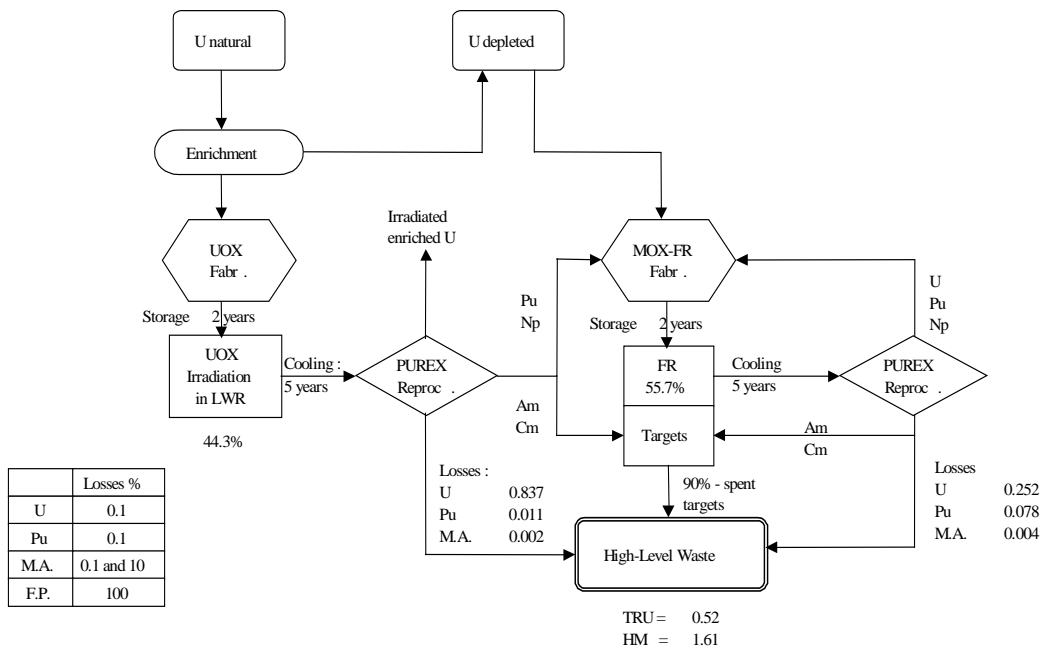 U natural
U depleted
Enrichment
Irradiated
enriched U
UOX
Fabr .
MOX-FR
Fabr .
U
Pu
Np
Pu
Np
Storage 2 years
Storage 2 years
UOX
Irradiation
in LWR
Cooling :
5 years
PUREX
Reproc .
FR
55.7%
Cooling
5 years
PUREX
Reproc .
Am
Cm
Targets
Am
Cm
44.3%
Losses :
U 0.837
Pu 0.011
M.A. 0.002
90% - spent
targets
Losses
U 0.252
Pu 0.078
M.A. 0.004
Losses %
U 0.1
Pu 0.1
M.A. 0.1 and 10
F.P. 100
High-Level Waste
TRU = 0.52
HM = 1.61